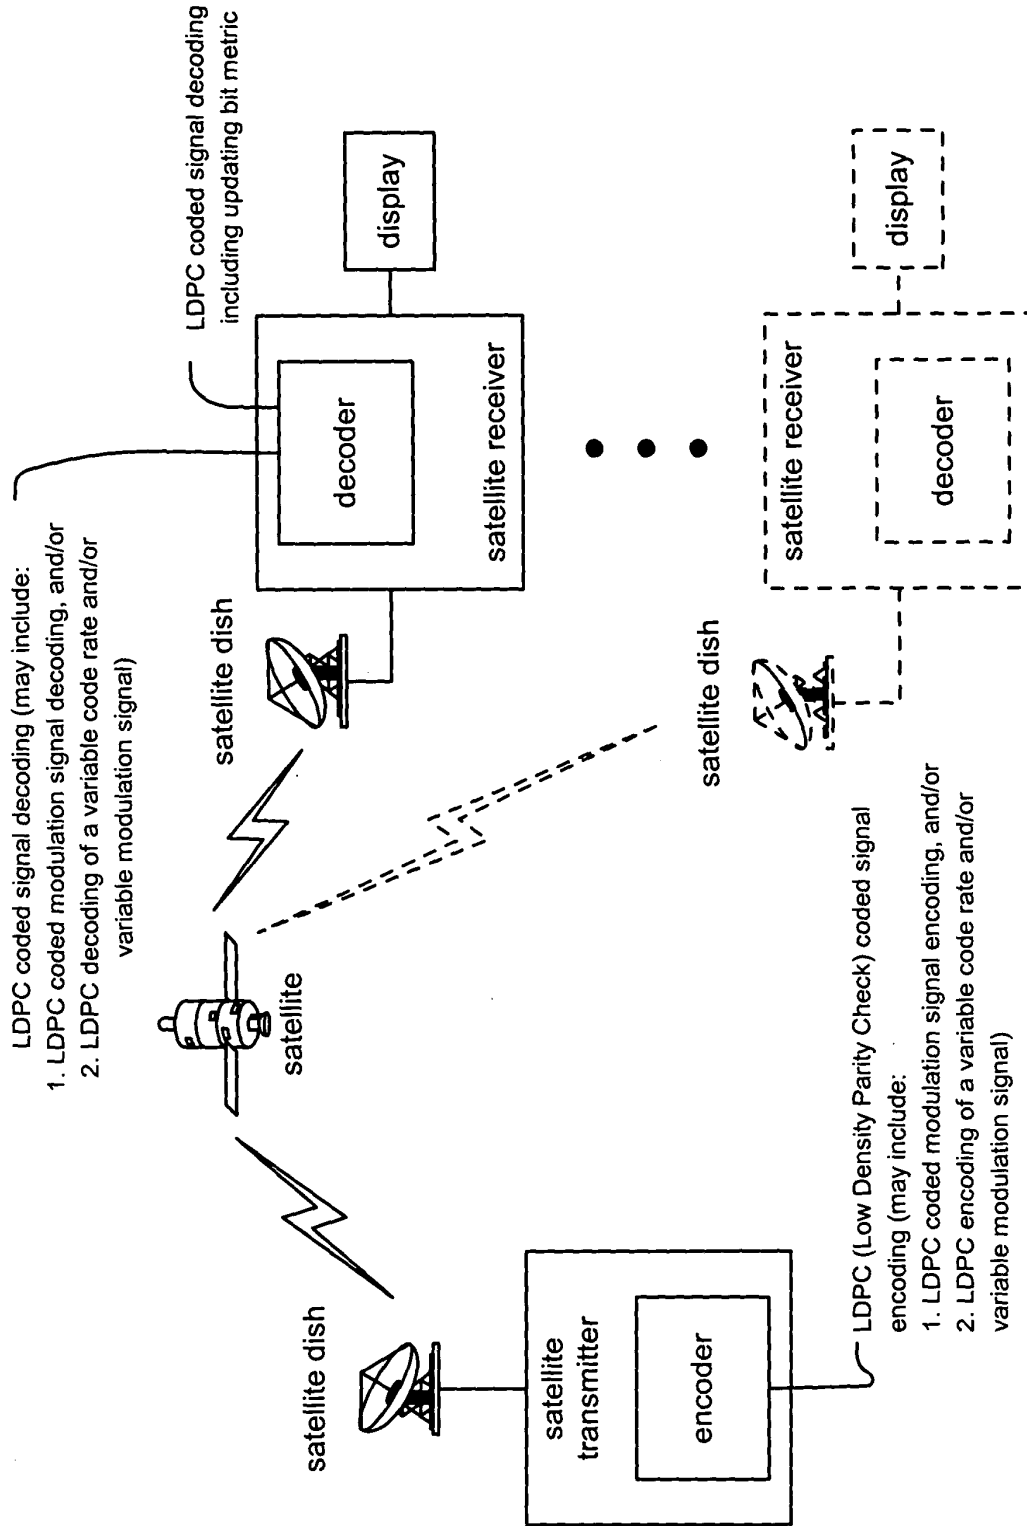 LDPC coded signal decoding (may include:
1. LDPC coded modulation signal decoding, and/or
2. LDPC decoding of a variable code rate and/or
variable modulation signal)
LDPC coded signal decoding
including updating bit metric
satellite
satellite dish
decoder
satellite receiver
display
satellite dish
satellite
transmitter
encoder
satellite dish
satellite receiver
decoder
display
LDPC (Low Density Parity Check) coded signal
encoding (may include:
1. LDPC coded modulation signal encoding, and/or
2. LDPC encoding of a variable code rate and/or
variable modulation signal)